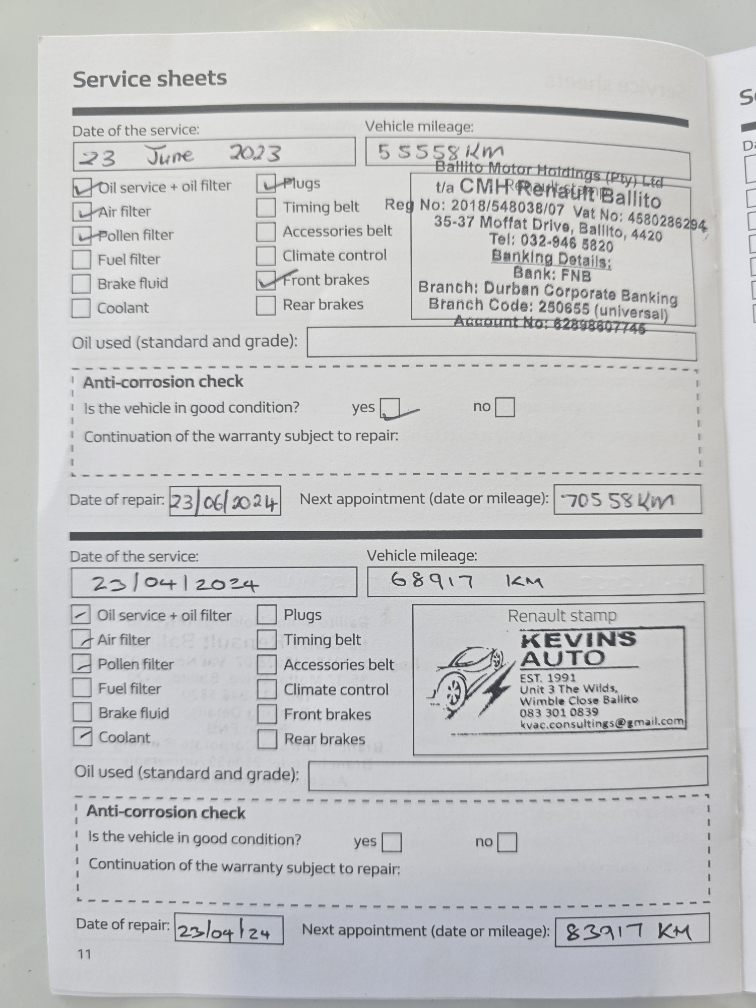 Service sheets
Date of the service:
Vehicle mileage:
23 June 2023
55558 KM
Oil service + oil filter
Plugs
Air filter
Timing belt
Pollen filter
Accessories belt
Fuel filter
Climate control
Brake fluid
Front brakes
Coolant
Rear brakes
Ballito Motor Holdings (Pty) Ltd
t/a CMH Renault Ballito
Reg No: 2018/548038/07 Vat No: 4580286294
35-37 Moffat Drive, Ballito, 4420
Tel: 032-946 5820
Banking Details:
Bank: FNB
Branch: Durban Corporate Banking
Branch Code: 250655 (universal)
Account No: 62898607745
Oil used (standard and grade):
Anti-corrosion check
Is the vehicle in good condition? yes no
Continuation of the warranty subject to repair:
Date of repair: 23/06/2024 Next appointment (date or mileage): 70558 KM
Date of the service:
Vehicle mileage:
23/04/2024
68917 KM
Oil service + oil filter
Plugs
Air filter
Timing belt
Pollen filter
Accessories belt
Fuel filter
Climate control
Brake fluid
Front brakes
Coolant
Rear brakes
Renault stamp
KEVINS
AUTO
EST. 1991
Unit 3 The Wilds,
Wimble Close Ballito
083 301 0839
kvac.consultings@gmail.com
Oil used (standard and grade):
Anti-corrosion check
Is the vehicle in good condition? yes no
Continuation of the warranty subject to repair:
Date of repair: 23/04/24 Next appointment (date or mileage): 83917 KM
11